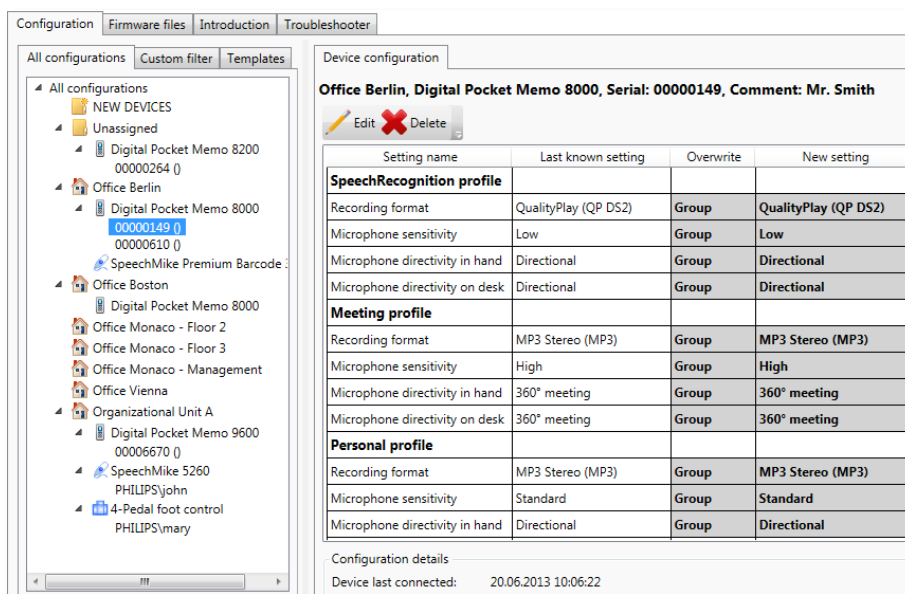 Configuration Firmware files Introduction Troubleshooter
All configurations Custom filter Templates
All configurations
NEW DEVICES
Unassigned
Digital Pocket Memo 8200
00000264 ()
Office Berlin
Digital Pocket Memo 8000
00000149 ()
00000610 ()
SpeechMike Premium Barcode
Office Boston
Digital Pocket Memo 8000
Office Monaco - Floor 2
Office Monaco - Floor 3
Office Monaco - Management
Office Vienna
Organizational Unit A
Digital Pocket Memo 9600
00006670 ()
SpeechMike 5260
PHILIPS\john
4-Pedal foot control
PHILIPS\mary
Device configuration
Office Berlin, Digital Pocket Memo 8000, Serial: 00000149, Comment: Mr. Smith
Edit Delete
Setting name Last known setting Overwrite New setting
SpeechRecognition profile
Recording format QualityPlay (QP DS2) Group QualityPlay (QP DS2)
Microphone sensitivity Low Group Low
Microphone directivity in hand Directional Group Directional
Microphone directivity on desk Directional Group Directional
Meeting profile
Recording format MP3 Stereo (MP3) Group MP3 Stereo (MP3)
Microphone sensitivity High Group High
Microphone directivity in hand 360° meeting Group 360° meeting
Microphone directivity on desk 360° meeting Group 360° meeting
Personal profile
Recording format MP3 Stereo (MP3) Group MP3 Stereo (MP3)
Microphone sensitivity Standard Group Standard
Microphone directivity in hand Directional Group Directional
Configuration details
Device last connected: 20.06.2013 10:06:22